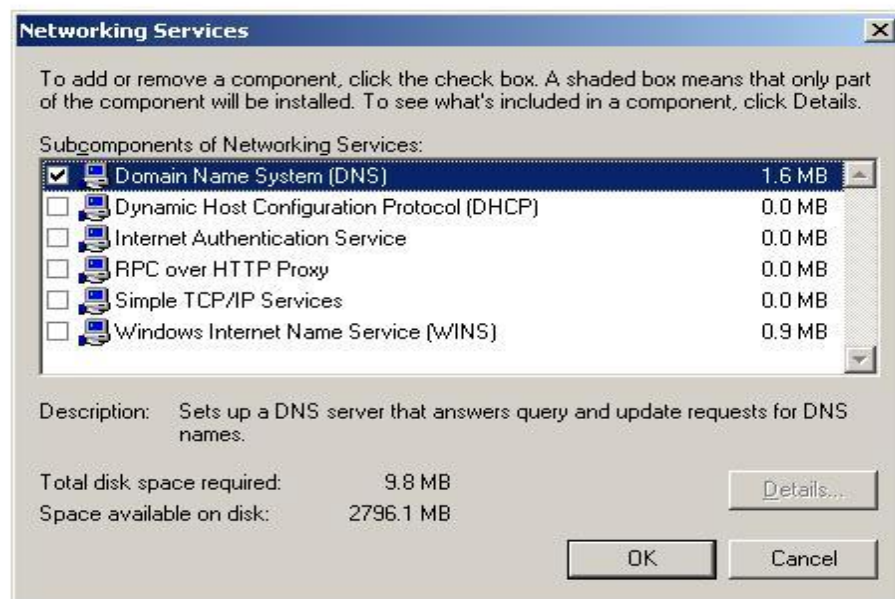 Networking Services
To add or remove a component, click the check box. A shaded box means that only part
of the component will be installed. To see what's included in a component, click Details.
Subcomponents of Networking Services:
Domain Name System (DNS) 1.6 MB
Dynamic Host Configuration Protocol (DHCP) 0.0 MB
Internet Authentication Service 0.0 MB
RPC over HTTP Proxy 0.0 MB
Simple TCP/IP Services 0.0 MB
Windows Internet Name Service (WINS) 0.9 MB
Description: Sets up a DNS server that answers query and update requests for DNS
names.
Total disk space required: 9.8 MB
Space available on disk: 2796.1 MB
Details...
OK Cancel